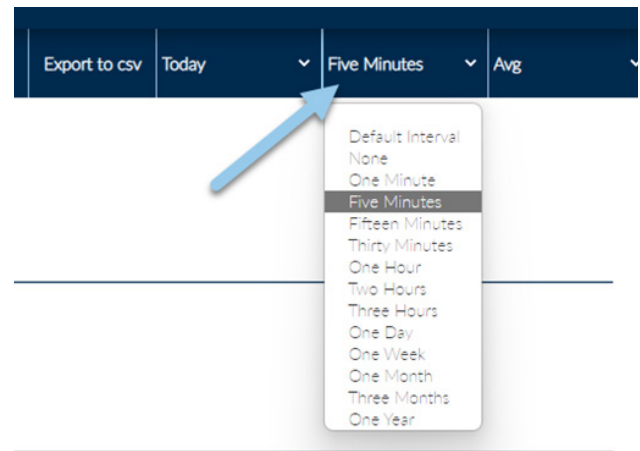 Export to csv Today Five Minutes Avg
Default Interval
None
One Minute
Five Minutes
Fifteen Minutes
Thirty Minutes
One Hour
Two Hours
Three Hours
One Day
One Week
One Month
Three Months
One Year